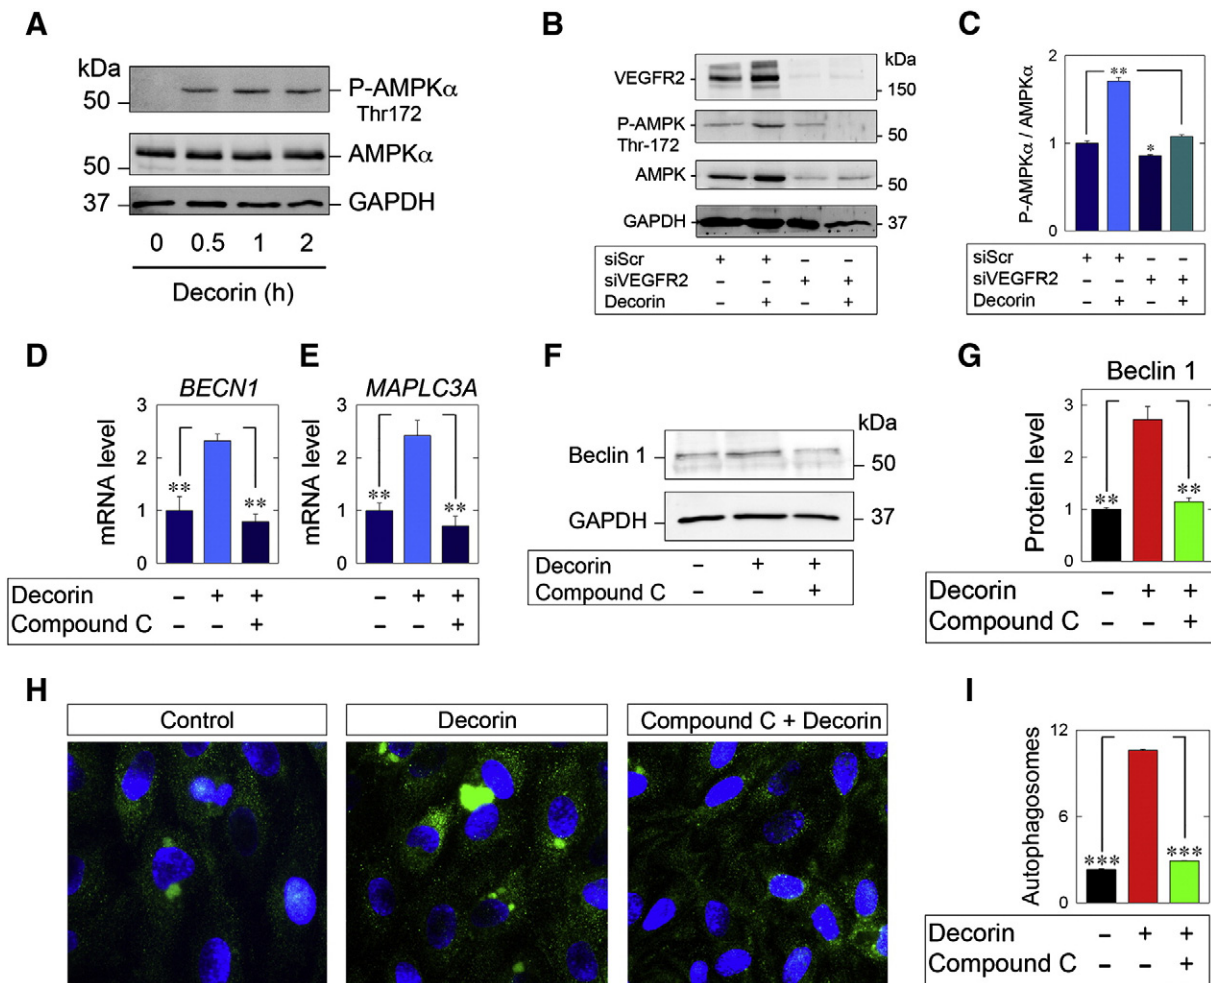 A
kDa
50
P-AMPKα
Thr172
50
AMPKα
37
GAPDH
0 0.5 1 2
Decorin (h)
B
kDa
VEGFR2
150
P-AMPK
Thr-172
50
AMPK
50
GAPDH
37
siScr + + – –
siVEGFR2 – – + +
Decorin – + – +
C
P-AMPKα / AMPKα
2
1
0
**
*
siScr + + – –
siVEGFR2 – – + +
Decorin – + – +
D
BECN1
mRNA level
3
2
1
0
** **
E
MAPLC3A
mRNA level
3
2
1
0
** **
Decorin – + + – + +
Compound C – – + – – +
F
kDa
Beclin 1
50
GAPDH
37
Decorin – + +
Compound C – – +
G
Beclin 1
Protein level
3
2
1
0
** **
Decorin – + +
Compound C – – +
H
Control
Decorin
Compound C + Decorin
I
Autophagosomes
12
6
0
*** ***
Decorin – + +
Compound C – – +